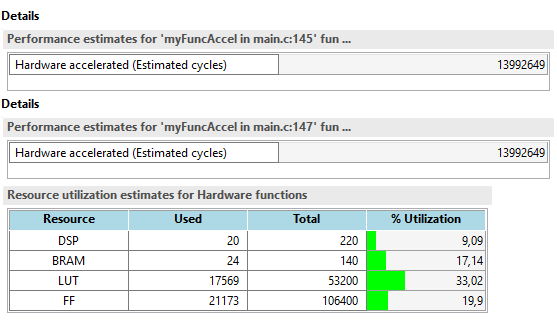 Details
Performance estimates for 'myFuncAccel in main.c:145' fun ...
Hardware accelerated (Estimated cycles) 13992649
Details
Performance estimates for 'myFuncAccel in main.c:147' fun ...
Hardware accelerated (Estimated cycles) 13992649
Resource utilization estimates for Hardware functions
Resource Used Total % Utilization
DSP 20 220 9,09
BRAM 24 140 17,14
LUT 17569 53200 33,02
FF 21173 106400 19,9